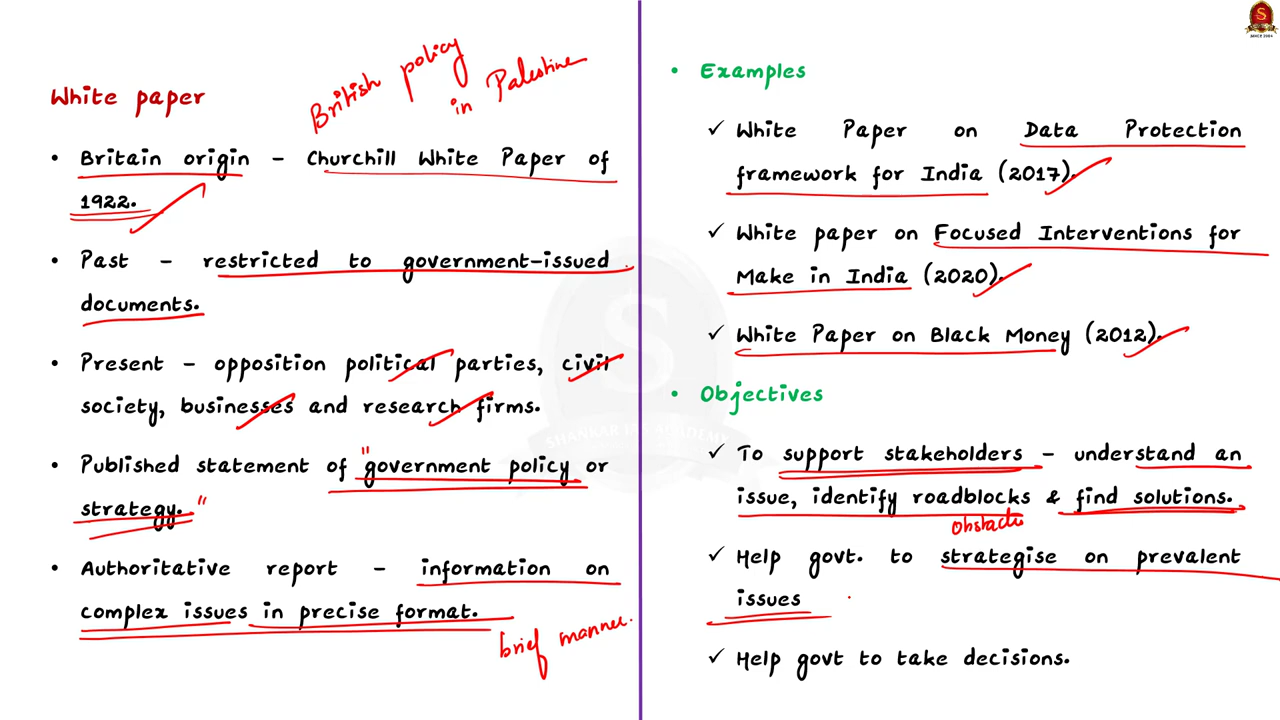 White paper
British policy
in Palestine
• Britain origin - Churchill White Paper of
1922.
• Past - restricted to government-issued
documents.
• Present - opposition political parties, civil
society, businesses and research firms.
• Published statement of "government policy or
strategy."
• Authoritative report - information on
complex issues in precise format.
brief manner.
• Examples
✓ White Paper on Data Protection
framework for India (2017).
✓ White paper on Focused Interventions for
Make in India (2020).
✓ White Paper on Black Money (2012).
• Objectives
✓ To support stakeholders - understand an
issue, identify roadblocks & find solutions.
✓ Help govt. to strategise on prevalent
issues
✓ Help govt to take decisions.
S
SINCE 2004
S
SHANKAR IAS ACADEMY